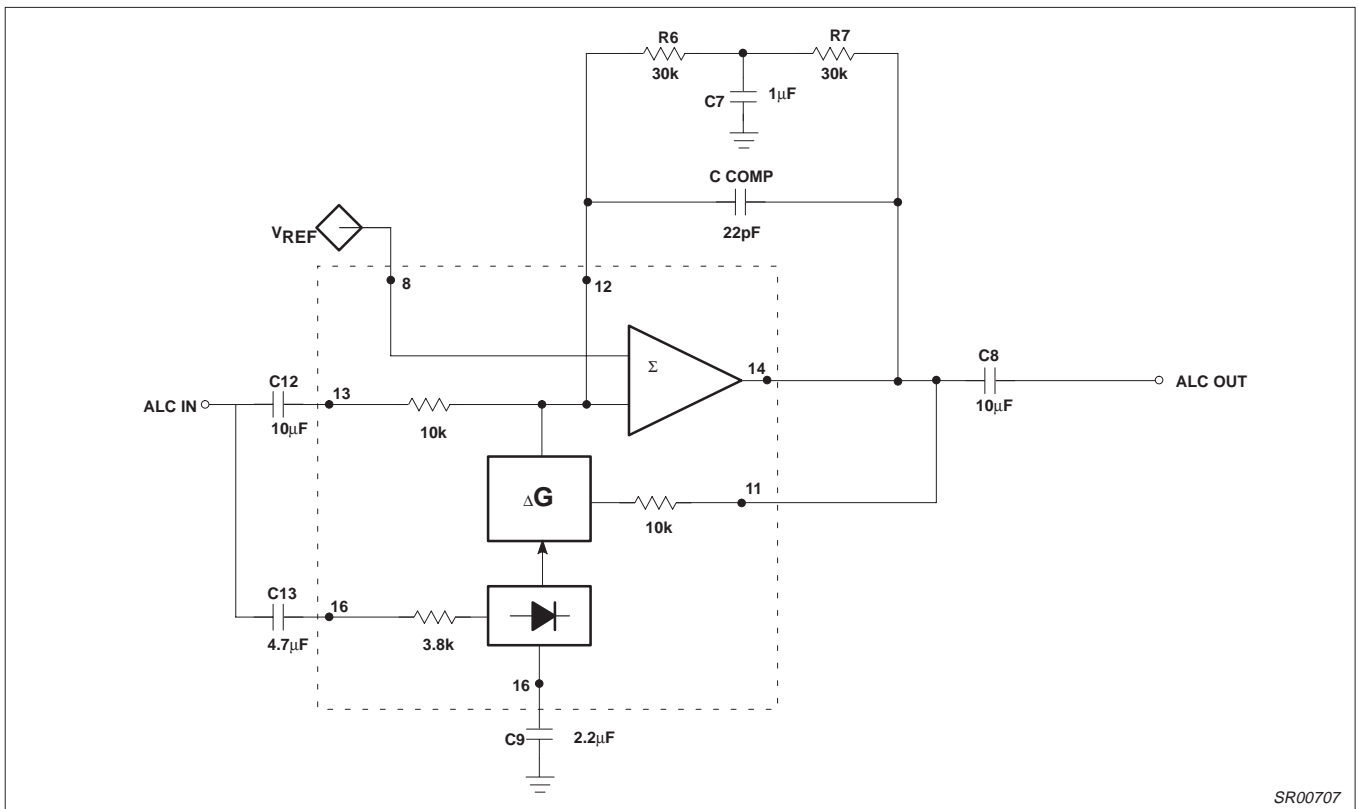 R6
30k
R7
30k
C7
1μF
C COMP
22pF
VREF
8
12
Σ
14
C8
10μF
ALC OUT
ALC IN
C12
10μF
13
10k
ΔG
10k
11
C13
4.7μF
16
3.8k
16
C9
2.2μF
SR00707